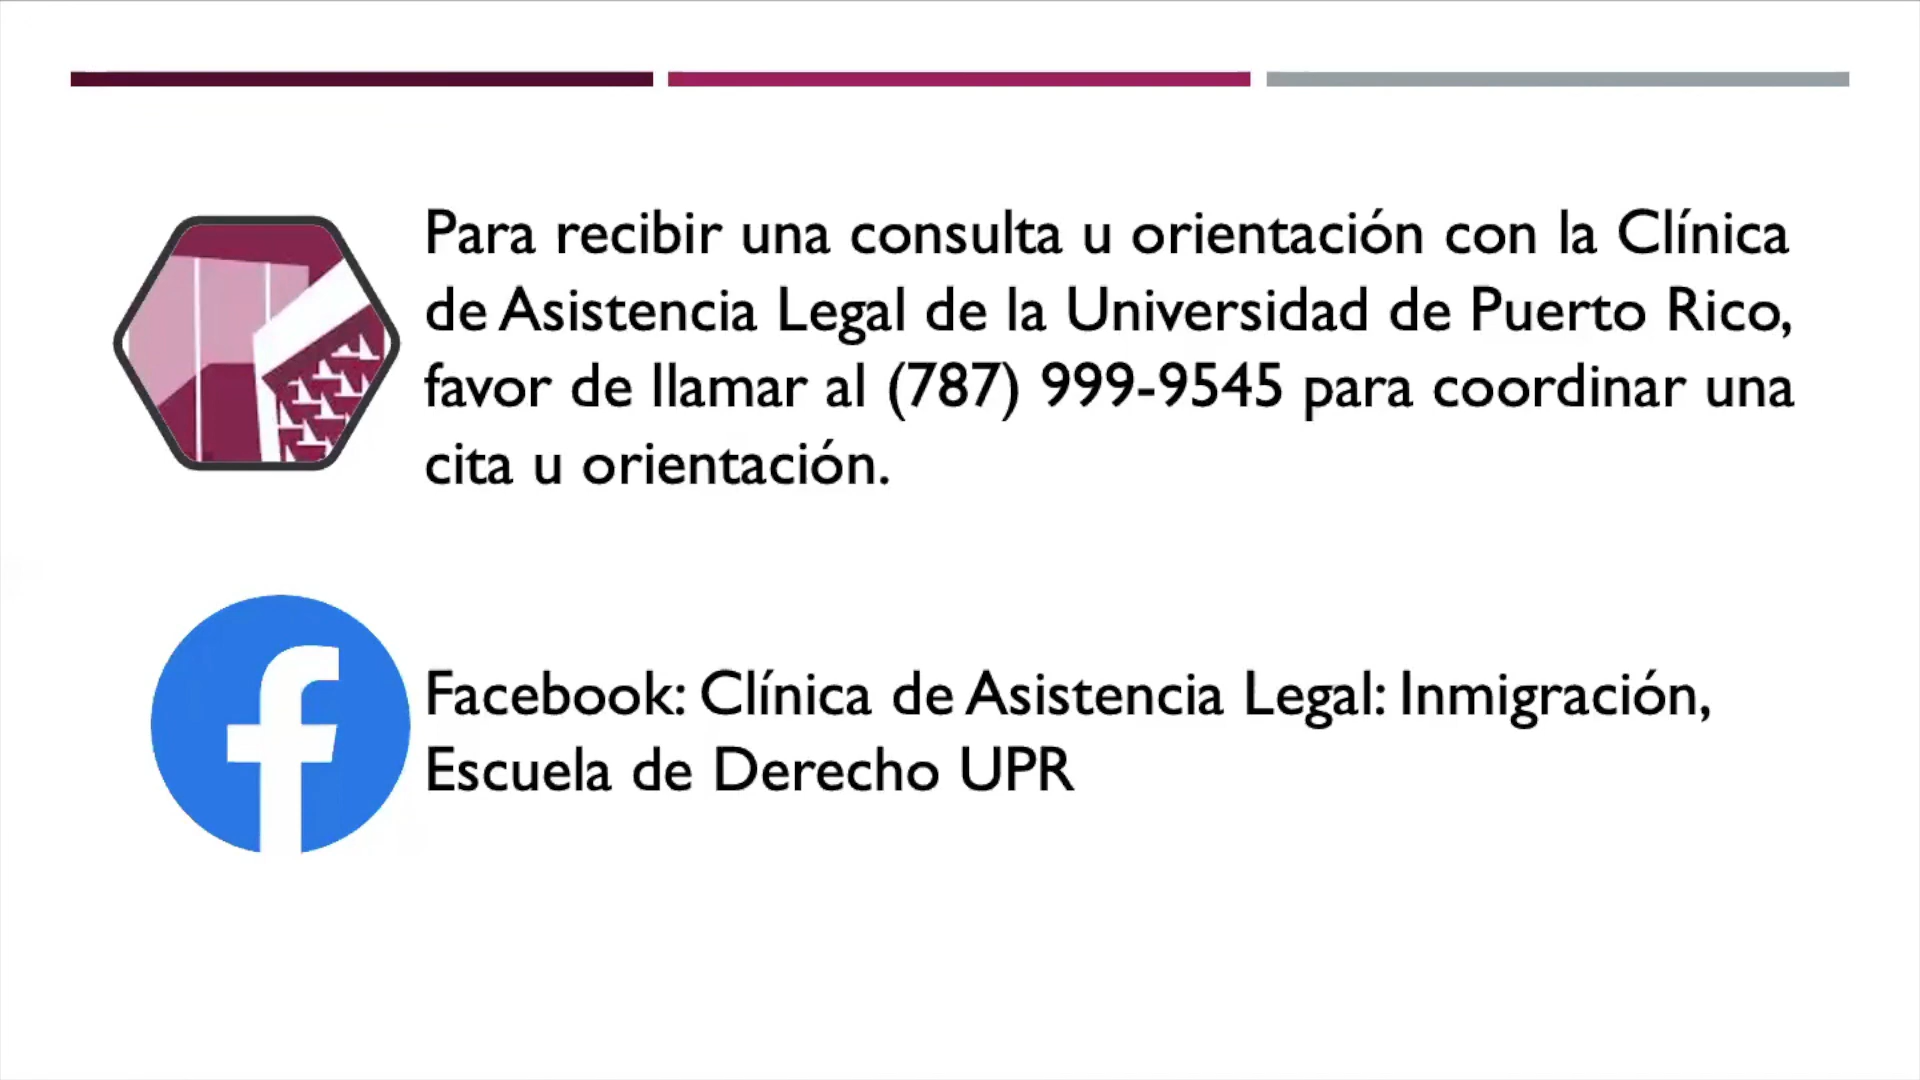 Para recibir una consulta u orientación con la Clínica
de Asistencia Legal de la Universidad de Puerto Rico,
favor de llamar al (787) 999-9545 para coordinar una
cita u orientación.
Facebook: Clínica de Asistencia Legal: Inmigración,
Escuela de Derecho UPR